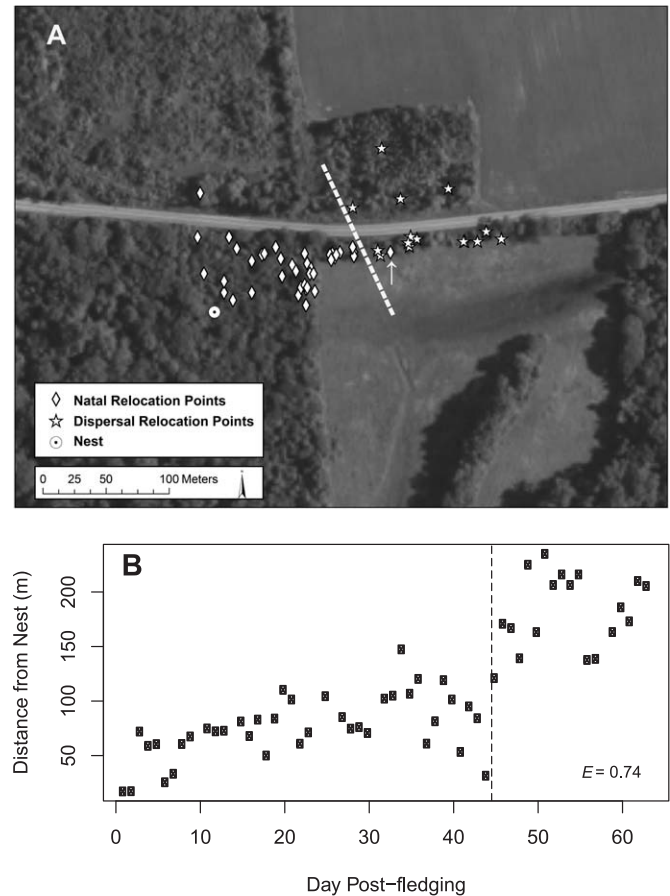 A
Natal Relocation Points
Dispersal Relocation Points
Nest
0 25 50 100 Meters
B
Distance from Nest (m)
200
150
100
50
E = 0.74
0 10 20 30 40 50 60
Day Post−fledging